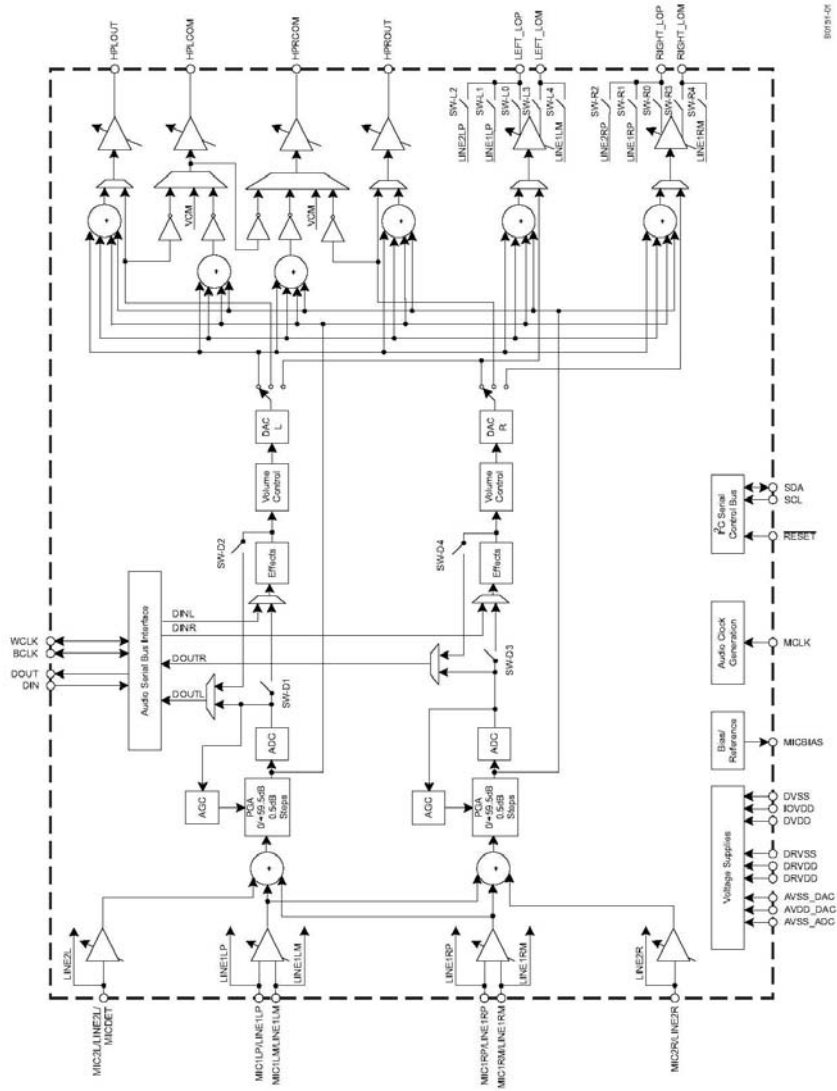 HPLOUT
HPLCOM
HPRCOM
HPROUT
LEFT_LOP
LEFT_LOM
RIGHT_LOP
RIGHT_LOM
VCM
VCM
SW-L2
LINE2LP
SW-L1
LINE1LP
SW-L0
SW-L3
SW-L4
LINE1LM
SW-R2
LINE2RP
SW-R1
LINE1RP
SW-R0
SW-R3
SW-R4
LINE1RM
+
+
+
+
+
+
DAC
L
DAC
R
Volume
Control
Volume
Control
SW-D2
SW-D4
Effects
Effects
WCLK
BCLK
DOUT
DIN
Audio Serial Bus Interface
DINL
DINR
DOUTR
DOUTL
SW-D1
SW-D3
ADC
ADC
AGC
AGC
PGA
0/+59.5dB
0.5dB
Steps
PGA
0/+59.5dB
0.5dB
Steps
+
+
LINE2L
LINE1LP
LINE1LM
LINE1RP
LINE1RM
LINE2R
MIC2L/LINE2L/
MICDET
MIC1LP/LINE1LP
MIC1LM/LINE1LM
MIC1RP/LINE1RP
MIC1RM/LINE1RM
MIC2R/LINE2R
Voltage Supplies
AVSS_ADC
AVDD_DAC
AVSS_DAC
DRVDD
DRVDD
DRVSS
DVDD
IOVDD
DVSS
Bias/
Reference
MICBIAS
Audio Clock
Generation
MCLK
I²C Serial
Control Bus
RESET
SCL
SDA
B0151-01